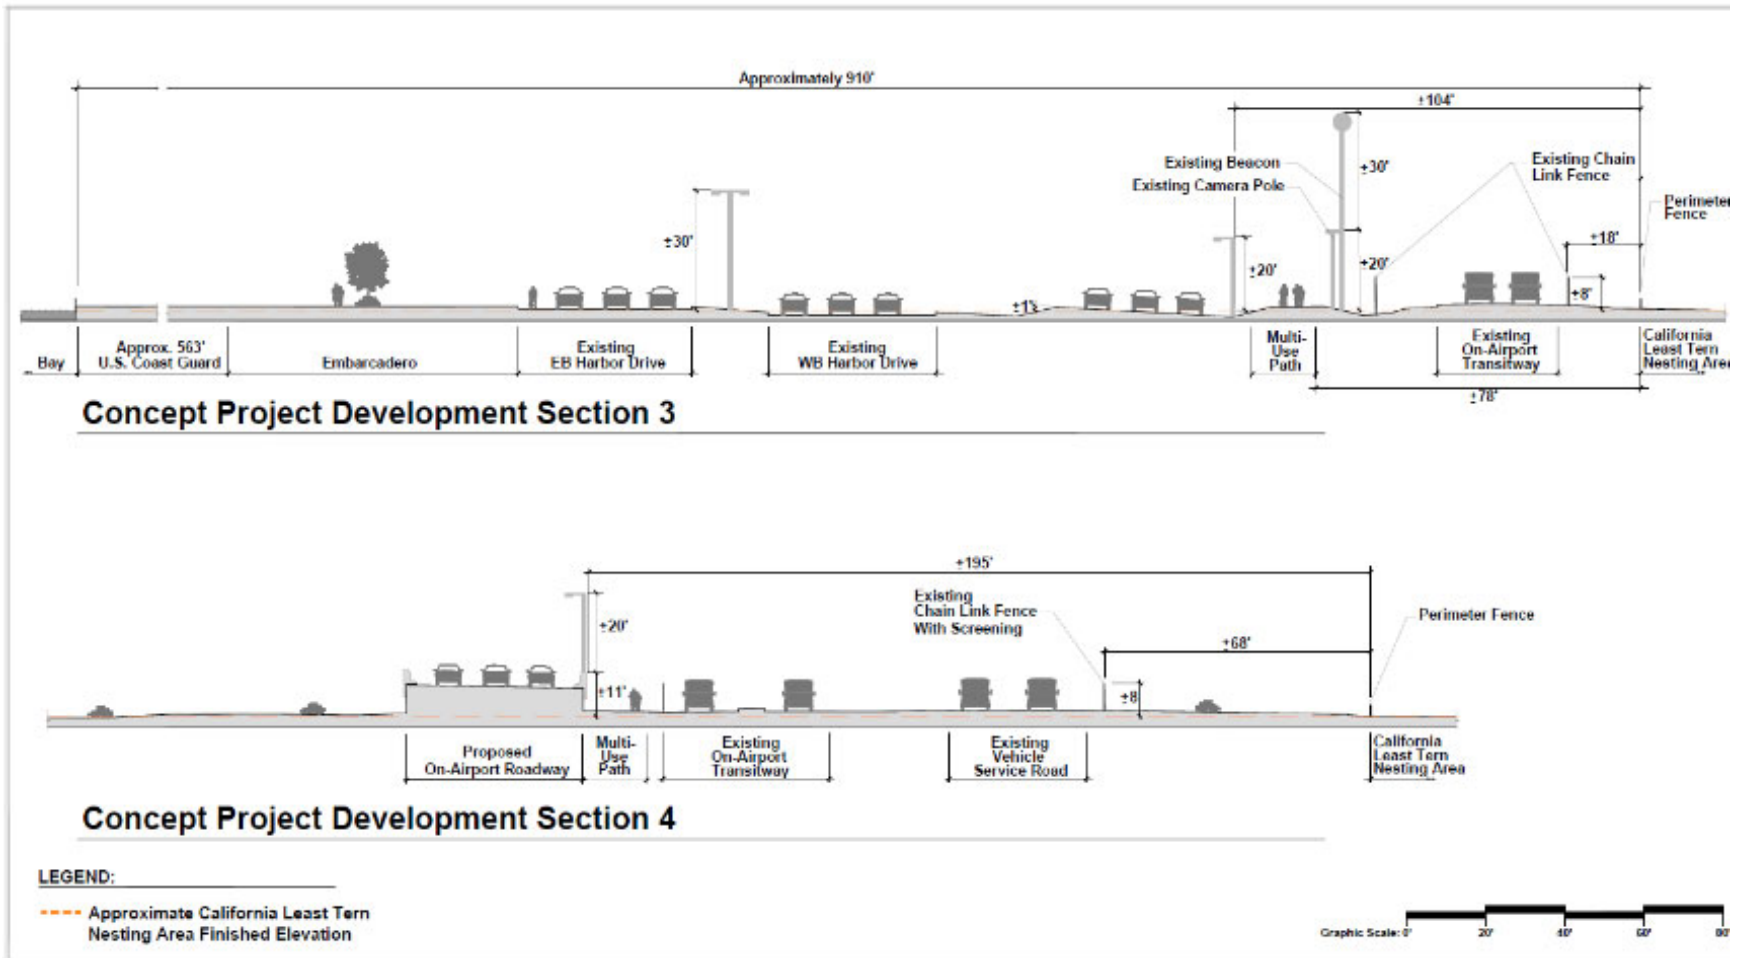 Approximately 910'
±104'
Existing Beacon
Existing Camera Pole
±30'
Existing Chain
Link Fence
Perimeter
Fence
±30'
±20'
±20'
±18'
±8'
±1'
Bay
Approx. 563'
U.S. Coast Guard
Embarcadero
Existing
EB Harbor Drive
Existing
WB Harbor Drive
Multi-
Use
Path
Existing
On-Airport
Transitway
California
Least Tern
Nesting Area
±78'
Concept Project Development Section 3
±195'
±20'
±11'
Existing
Chain Link Fence
With Screening
±68'
±8
Perimeter Fence
Proposed
On-Airport Roadway
Multi-
Use
Path
Existing
On-Airport
Transitway
Existing
Vehicle
Service Road
California
Least Tern
Nesting Area
Concept Project Development Section 4
LEGEND:
Approximate California Least Tern
Nesting Area Finished Elevation
Graphic Scale: 0' 20' 40' 60' 80'